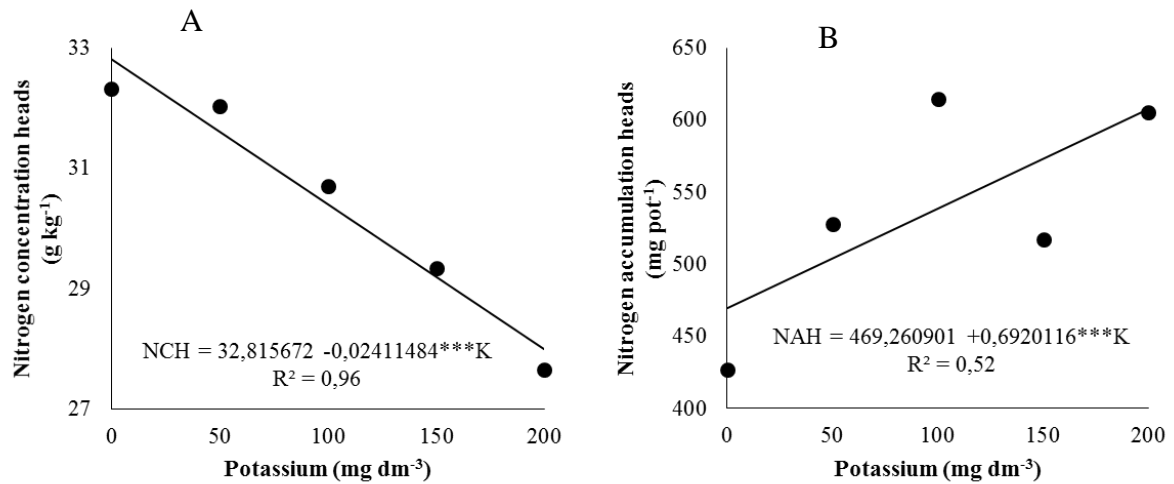 A
Nitrogen concentration heads
(g kg⁻¹)
33
31
29
27
NCH = 32,815672 -0,02411484***K
R² = 0,96
0 50 100 150 200
Potassium (mg dm⁻³)
B
Nitrogen accumulation heads
(mg pot⁻¹)
650
600
550
500
450
400
NAH = 469,260901 +0,6920116***K
R² = 0,52
0 50 100 150 200
Potassium (mg dm⁻³)